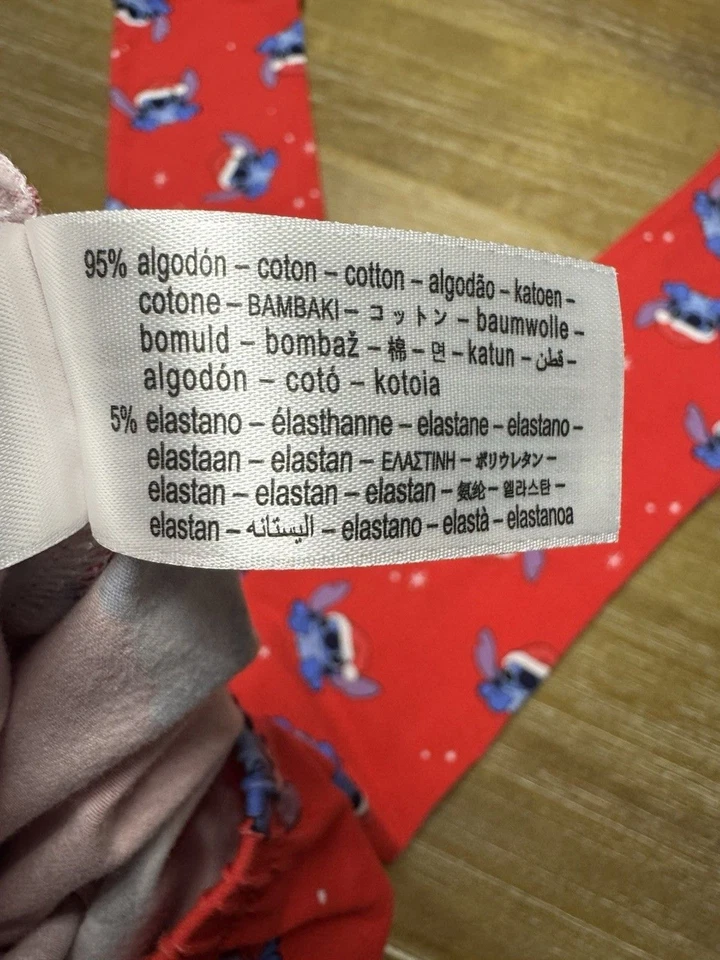 95% algodón – coton – cotton – algodão – katoen –
cotone – BAMBAKI – コットン – baumwolle –
bomuld – bombaž – 棉 – 면 – katun – قطن –
algodón – cotó – kotoia
5% elastano – élasthanne – elastane – elastano –
elastaan – elastan – ΕΛΑΣΤΙΝΗ – ポリウレタン –
elastan – elastan – elastan – 氨纶 – 엘라스탄 –
elastan – اليستانه – elastano – elastà – elastanoa